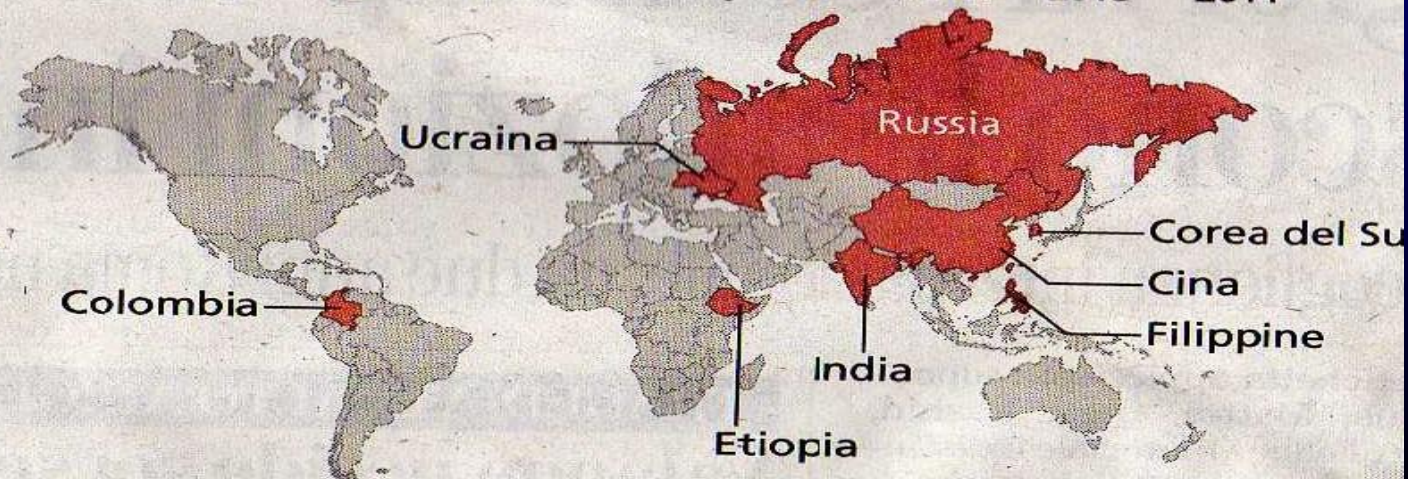 Ucraina
Russia
Corea del Su
Cina
Colombia
Filippine
India
Etiopia